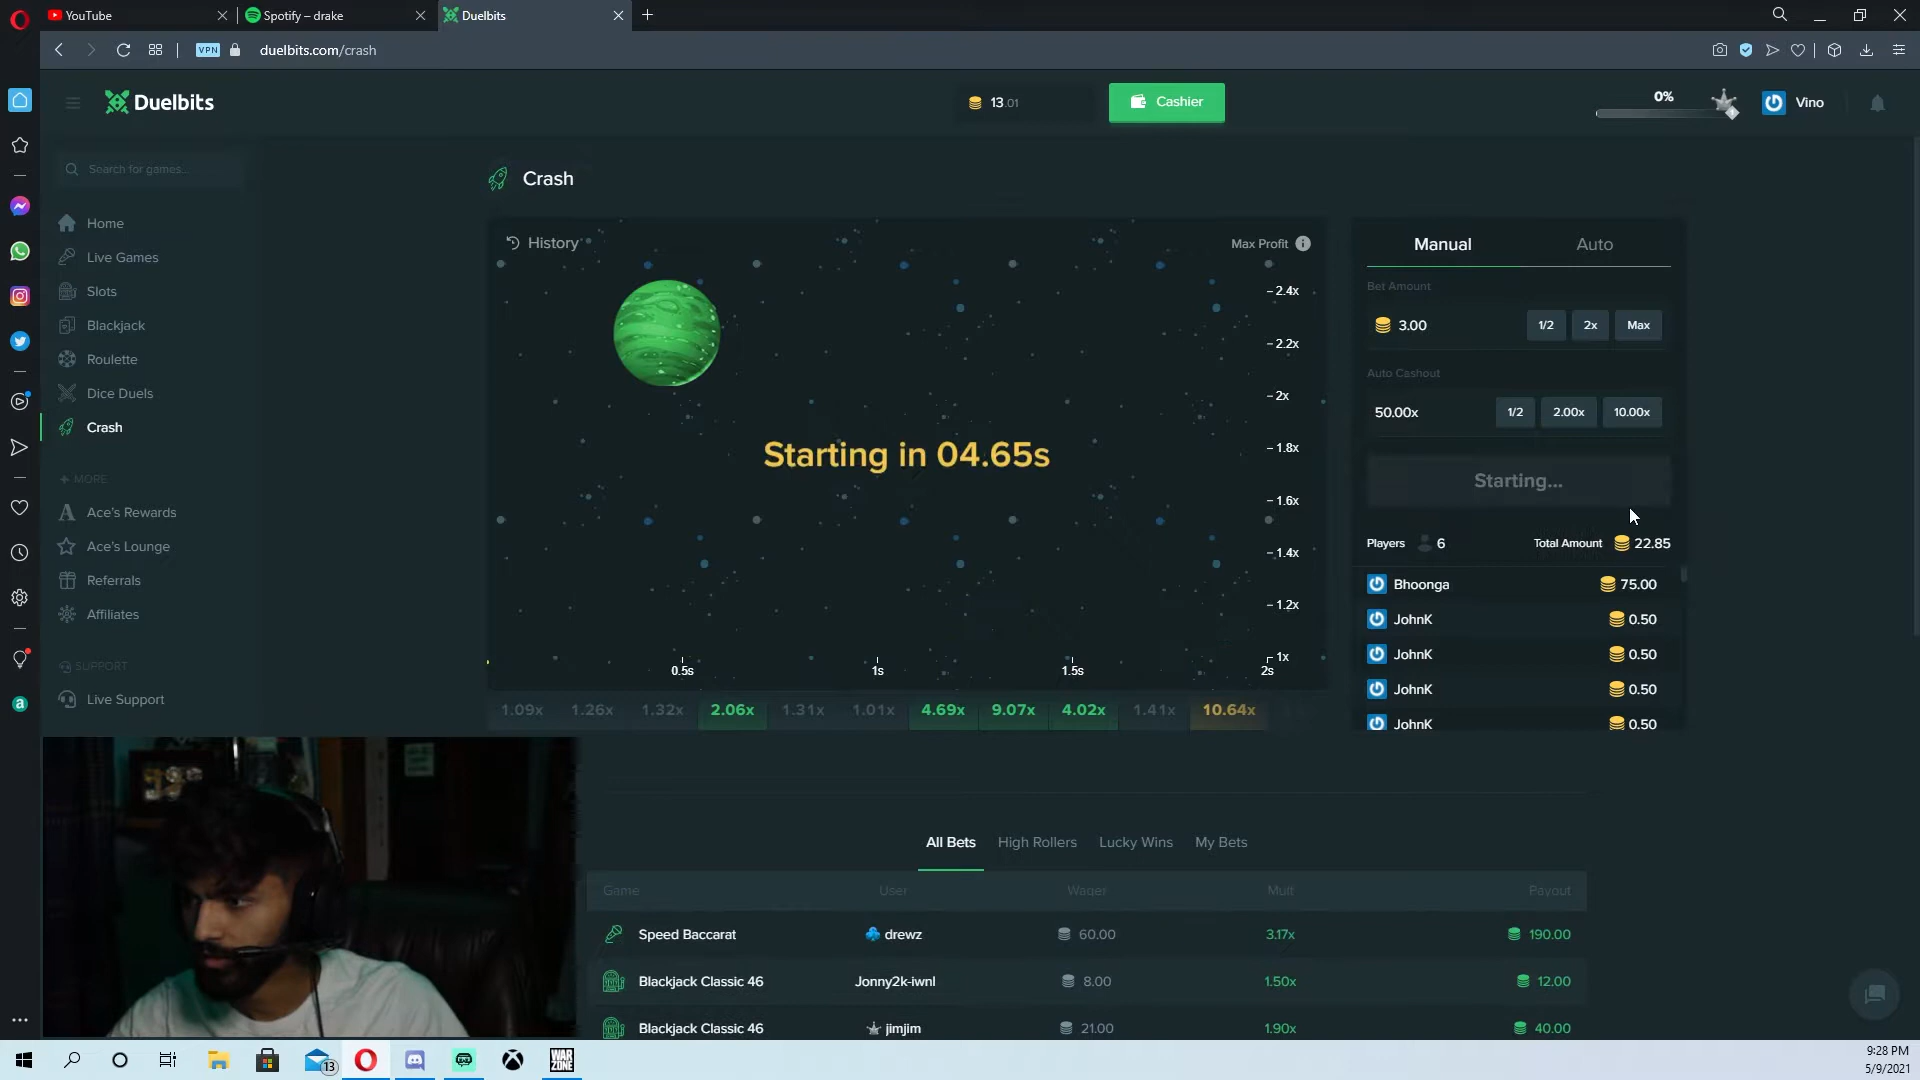 YouTube
Spotify – drake
Duelbits
VPN
duelbits.com/crash
Duelbits
13.01
Cashier
0%
Vino
Search for games...
Home
Live Games
Slots
Blackjack
Roulette
Dice Duels
Crash
MORE
Ace's Rewards
Ace's Lounge
Referrals
Affiliates
SUPPORT
Live Support
Crash
History
Max Profit
2.4x
2.2x
2x
1.8x
1.6x
1.4x
1.2x
1x
Starting in 04.65s
0.5s
1s
1.5s
2s
1.09x
1.26x
1.32x
2.06x
1.31x
1.01x
4.69x
9.07x
4.02x
1.41x
10.64x
Manual
Auto
Bet Amount
3.00
1/2
2x
Max
Auto Cashout
50.00x
1/2
2.00x
10.00x
Starting...
Players 6
Total Amount 22.85
Bhoonga 75.00
JohnK 0.50
JohnK 0.50
JohnK 0.50
JohnK 0.50
All Bets
High Rollers
Lucky Wins
My Bets
Game User Wager Mult Payout
Speed Baccarat drewz 60.00 3.17x 190.00
Blackjack Classic 46 Jonny2k-iwnl 8.00 1.50x 12.00
Blackjack Classic 46 jimjim 21.00 1.90x 40.00
13
WAR
ZONE
9:28 PM
5/9/2021